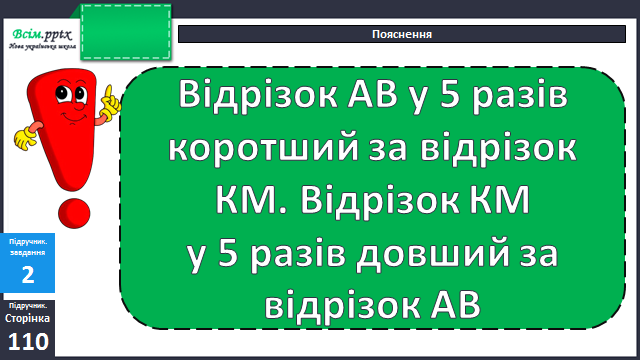 Всім.pptx
Нова українська школа
Пояснення
Відрізок АВ у 5 разів
коротший за відрізок
КМ. Відрізок КМ
у 5 разів довший за
відрізок АВ
Підручник.
завдання
2
Підручник.
Сторінка
110